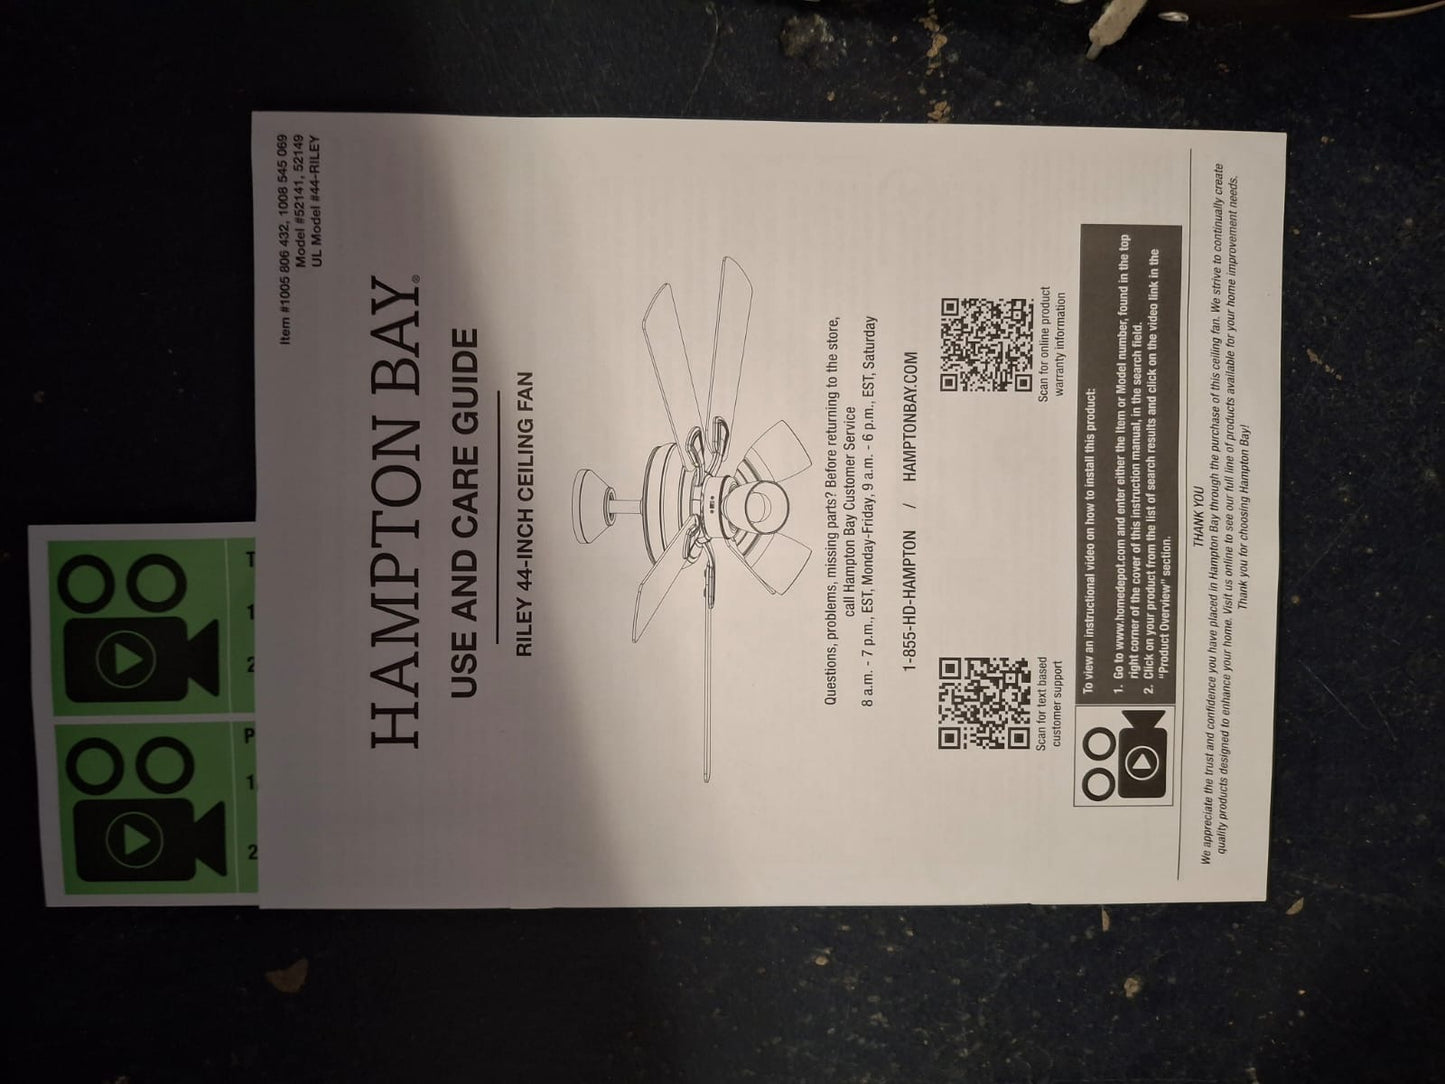 Item #1005 806 432, 1008 545 069
Model #52141, 52149
UL Model #44-RILEY
HAMPTON BAY®
USE AND CARE GUIDE
RILEY 44-INCH CEILING FAN
Questions, problems, missing parts? Before returning to the store,
call Hampton Bay Customer Service
8 a.m. - 7 p.m., EST, Monday-Friday, 9 a.m. - 6 p.m., EST, Saturday
1-855-HD-HAMPTON / HAMPTONBAY.COM
Scan for text based
customer support
Scan for online product
warranty information
To view an instructional video on how to install this product:
1. Go to www.homedepot.com and enter either the Item or Model number, found in the top
right corner of the cover of this instruction manual, in the search field.
2. Click on your product from the list of search results and click on the video link in the
"Product Overview" section.
THANK YOU
We appreciate the trust and confidence you have placed in Hampton Bay through the purchase of this ceiling fan. We strive to continually create
quality products designed to enhance your home. Visit us online to see our full line of products available for your home improvement needs.
Thank you for choosing Hampton Bay!
T
1
2
P
1
2